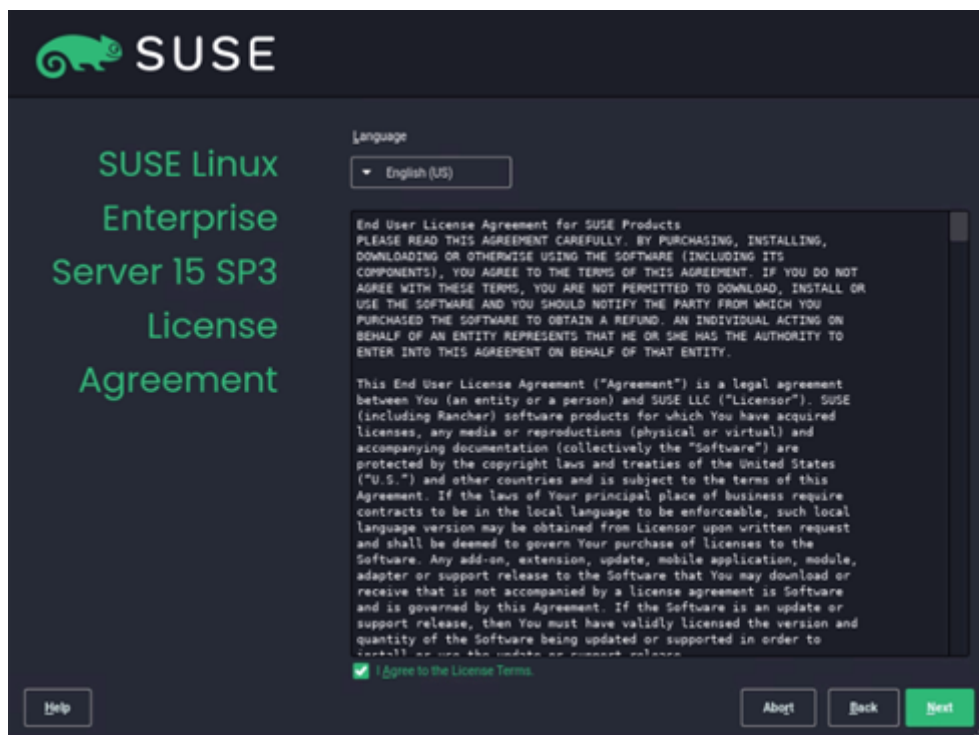 SUSE
SUSE Linux
Enterprise
Server 15 SP3
License
Agreement
Language
English (US)
End User License Agreement for SUSE Products
PLEASE READ THIS AGREEMENT CAREFULLY. BY PURCHASING, INSTALLING,
DOWNLOADING OR OTHERWISE USING THE SOFTWARE (INCLUDING ITS
COMPONENTS), YOU AGREE TO THE TERMS OF THIS AGREEMENT. IF YOU DO NOT
AGREE WITH THESE TERMS, YOU ARE NOT PERMITTED TO DOWNLOAD, INSTALL OR
USE THE SOFTWARE AND YOU SHOULD NOTIFY THE PARTY FROM WHICH YOU
PURCHASED THE SOFTWARE TO OBTAIN A REFUND. AN INDIVIDUAL ACTING ON
BEHALF OF AN ENTITY REPRESENTS THAT HE OR SHE HAS THE AUTHORITY TO
ENTER INTO THIS AGREEMENT ON BEHALF OF THAT ENTITY.
This End User License Agreement (“Agreement”) is a legal agreement
between You (an entity or a person) and SUSE LLC (“Licensor”). SUSE
(including Rancher) software products for which You have acquired
licenses, any media or reproductions (physical or virtual) and
accompanying documentation (collectively the “Software”) are
protected by the copyright laws and treaties of the United States
(“U.S.”) and other countries and is subject to the terms of this
Agreement. If the laws of Your principal place of business require
contracts to be in the local language to be enforceable, such local
language version may be obtained from Licensor upon written request
and shall be deemed to govern Your purchase of licenses to the
Software. Any add-on, extension, update, mobile application, module,
adapter or support release to the Software that You may download or
receive that is not accompanied by a license agreement is Software
and is governed by this Agreement. If the Software is an update or
support release, then You must have validly licensed the version and
quantity of the Software being updated or supported in order to
install or use the update or support release.
I Agree to the License Terms.
Help
Abort
Back
Next